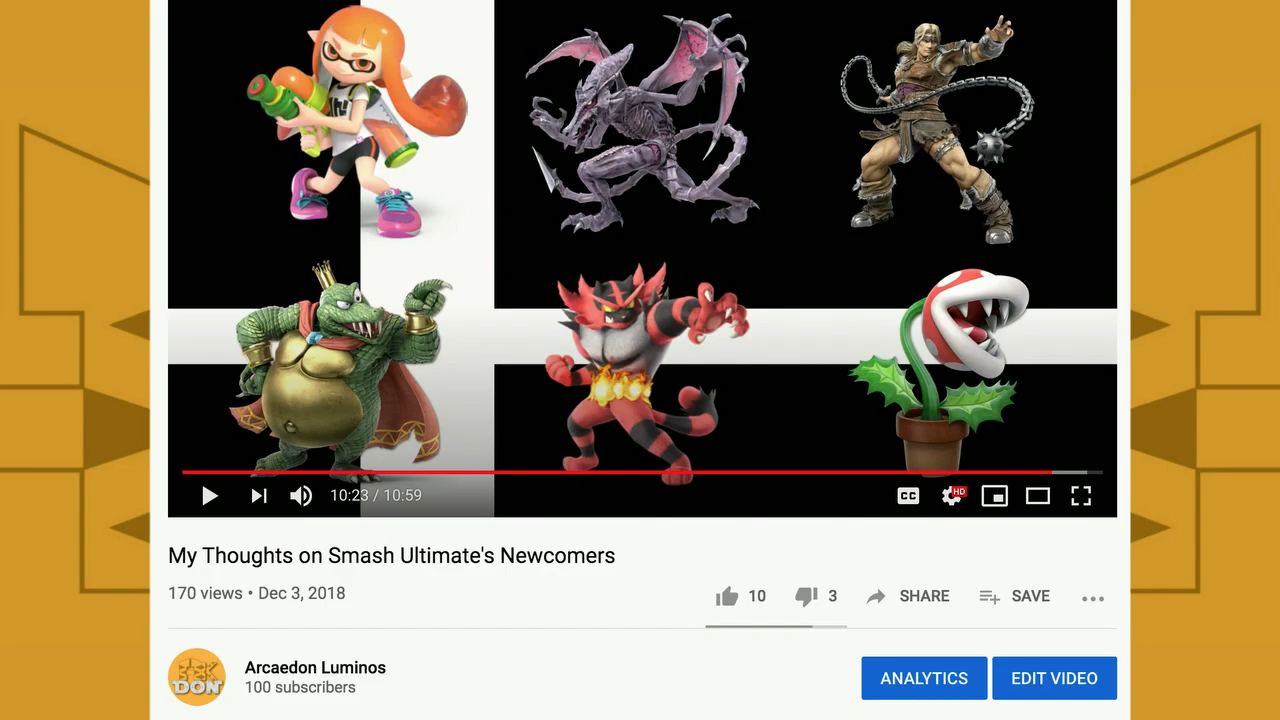 10:23 / 10:59
CC
HD
My Thoughts on Smash Ultimate's Newcomers
170 views • Dec 3, 2018
10
3
SHARE
SAVE
Arcaedon Luminos
100 subscribers
DON
ANALYTICS
EDIT VIDEO